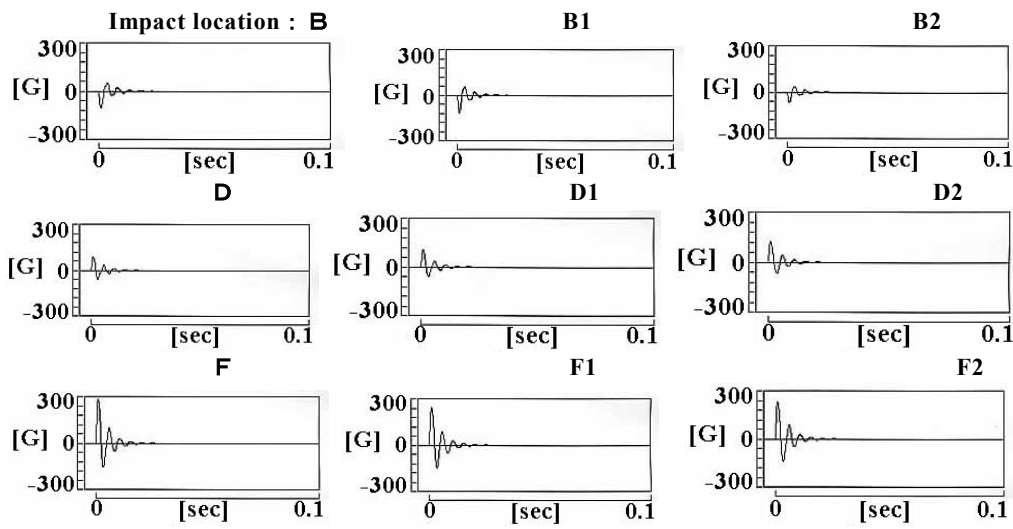 Impact location : B B1 B2
300 300 300
[G] 0 [G] 0 [G] 0
-300 -300 -300
0 [sec] 0.1 0 [sec] 0.1 0 [sec] 0.1
D D1 D2
300 300 300
[G] 0 [G] 0 [G] 0
-300 -300 -300
0 [sec] 0.1 0 [sec] 0.1 0 [sec] 0.1
F F1 F2
300 300 300
[G] 0 [G] 0 [G] 0
-300 -300 -300
0 [sec] 0.1 0 [sec] 0.1 0 [sec] 0.1